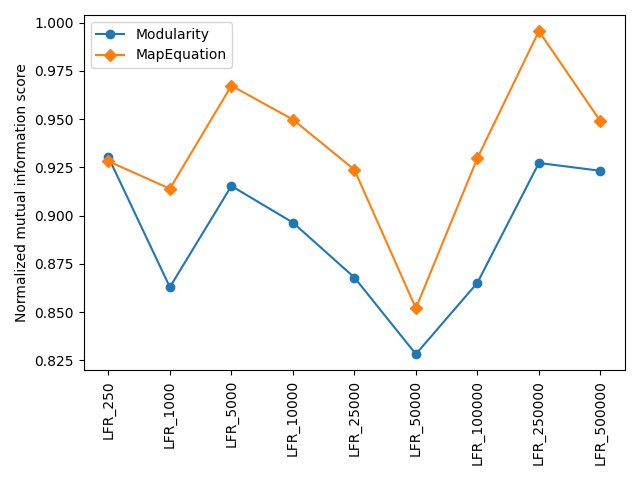 Modularity
MapEquation
Normalized mutual information score
1.000
0.975
0.950
0.925
0.900
0.875
0.850
0.825
LFR_250
LFR_1000
LFR_5000
LFR_10000
LFR_25000
LFR_50000
LFR_100000
LFR_250000
LFR_500000